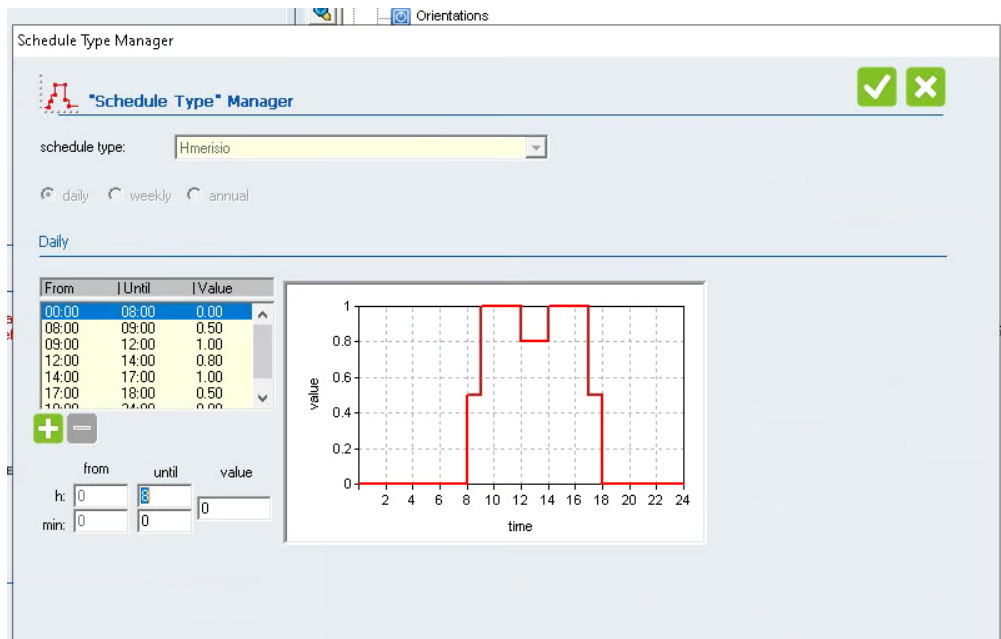 Orientations
Schedule Type Manager
"Schedule Type" Manager
schedule type: Hmerisio
daily weekly annual
Daily
From | Until | Value
00:00 08:00 0.00
08:00 09:00 0.50
09:00 12:00 1.00
12:00 14:00 0.80
14:00 17:00 1.00
17:00 18:00 0.50
from until value
h: 0 8 0
min: 0 0
1
0.8
0.6
0.4
0.2
0
value
2 4 6 8 10 12 14 16 18 20 22 24
time